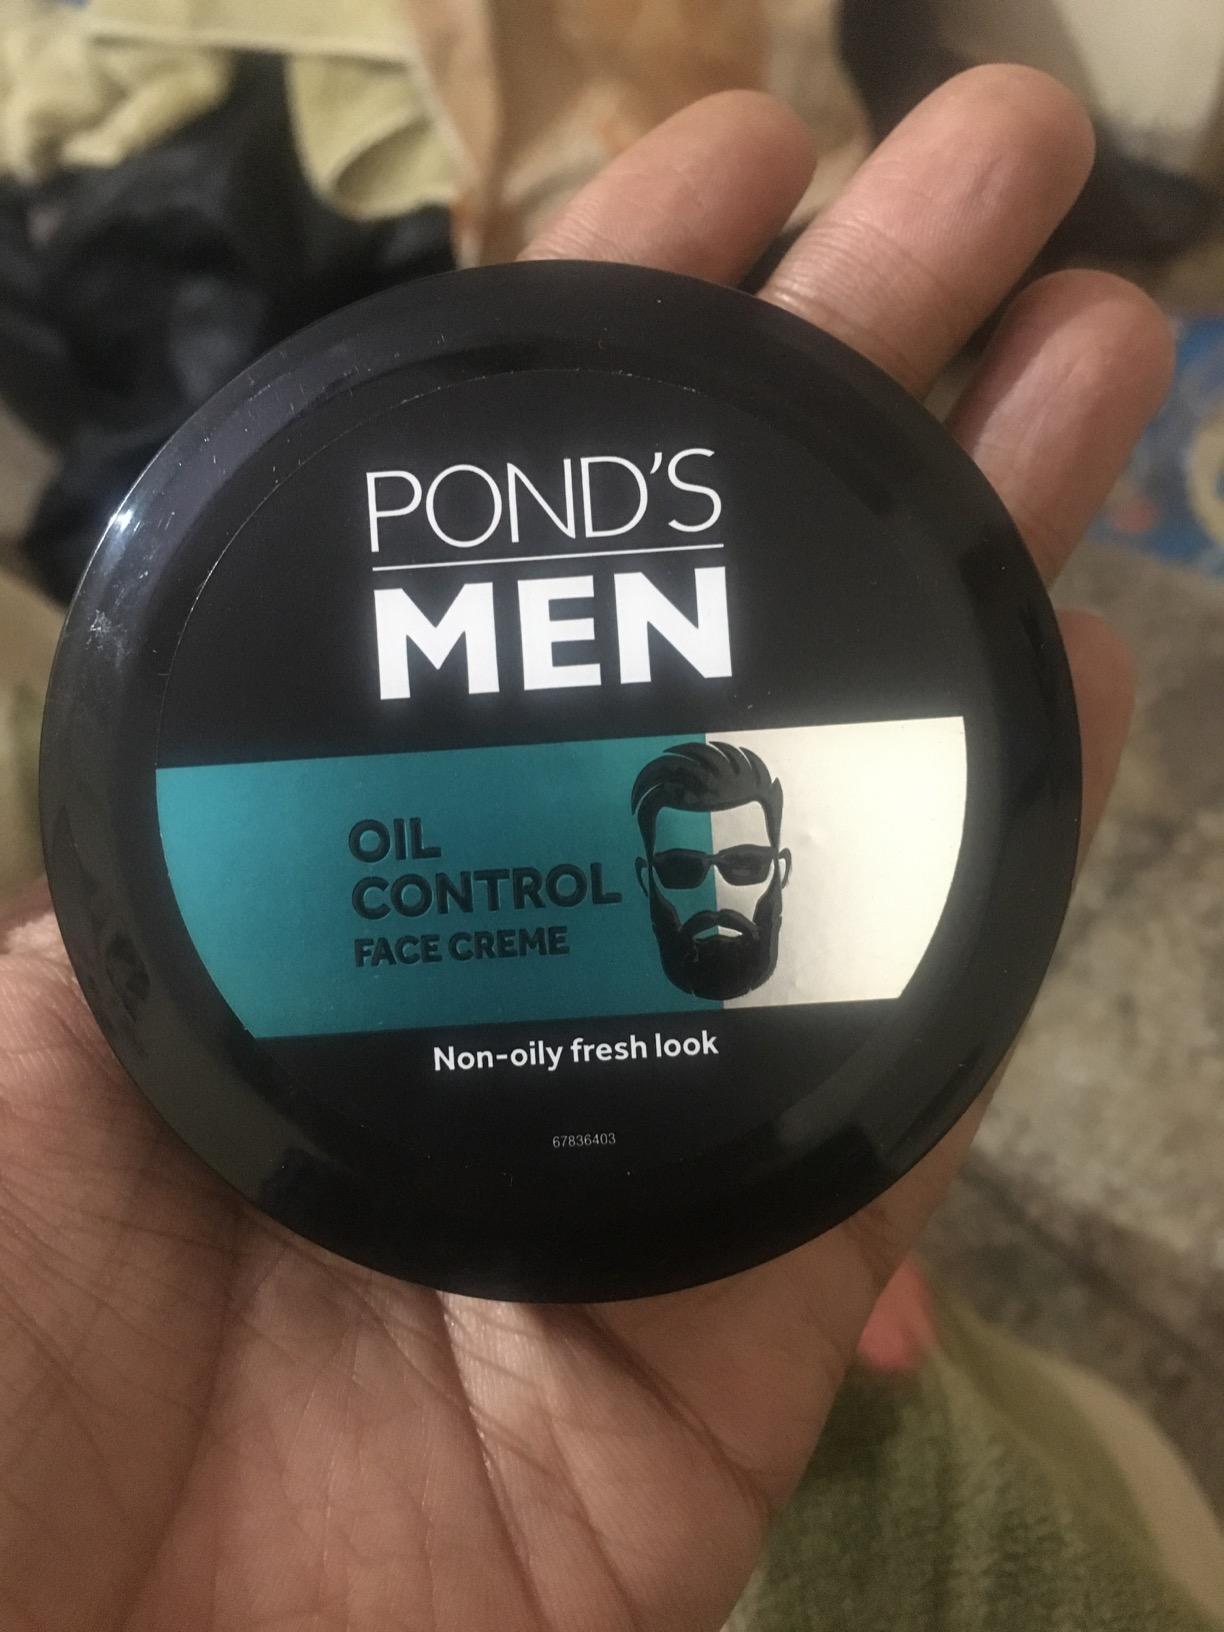 POND'S
MEN
OIL
CONTROL
FACE CREME
Non-oily fresh look
67836403